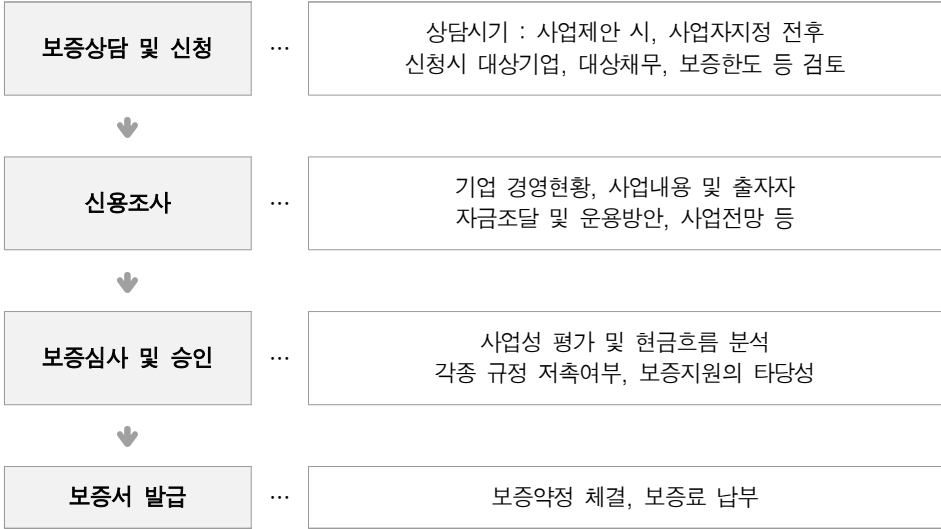 보증상담 및 신청 …
상담시기 : 사업제안 시, 사업자지정 전후
신청시 대상기업, 대상채무, 보증한도 등 검토
신용조사 …
기업 경영현황, 사업내용 및 출자자
자금조달 및 운용방안, 사업전망 등
보증심사 및 승인 …
사업성 평가 및 현금흐름 분석
각종 규정 저촉여부, 보증지원의 타당성
보증서 발급 …
보증약정 체결, 보증료 납부